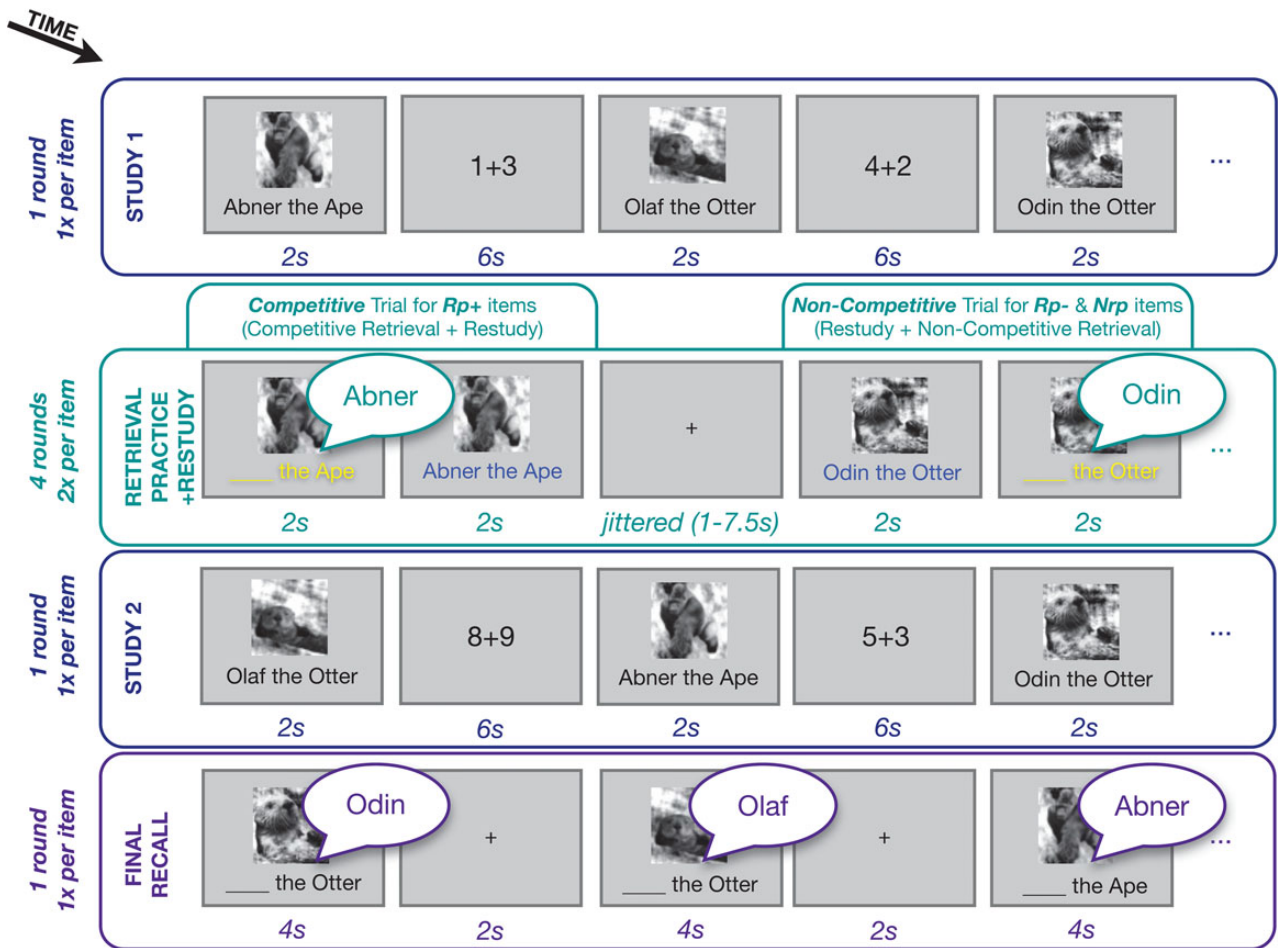 TIME
1 round
1x per item
STUDY 1
Abner the Ape
1+3
Olaf the Otter
4+2
Odin the Otter
...
2s
6s
2s
6s
2s
Competitive Trial for Rp+ items
(Competitive Retrieval + Restudy)
Non-Competitive Trial for Rp- & Nrp items
(Restudy + Non-Competitive Retrieval)
4 rounds
2x per item
RETRIEVAL
PRACTICE
+RESTUDY
Abner
____ the Ape
Abner the Ape
+
Odin the Otter
Odin
____ the Otter
...
2s
2s
jittered (1-7.5s)
2s
2s
1 round
1x per item
STUDY 2
Olaf the Otter
8+9
Abner the Ape
5+3
Odin the Otter
...
2s
6s
2s
6s
2s
1 round
1x per item
FINAL
RECALL
Odin
____ the Otter
+
Olaf
____ the Otter
+
Abner
____ the Ape
...
4s
2s
4s
2s
4s